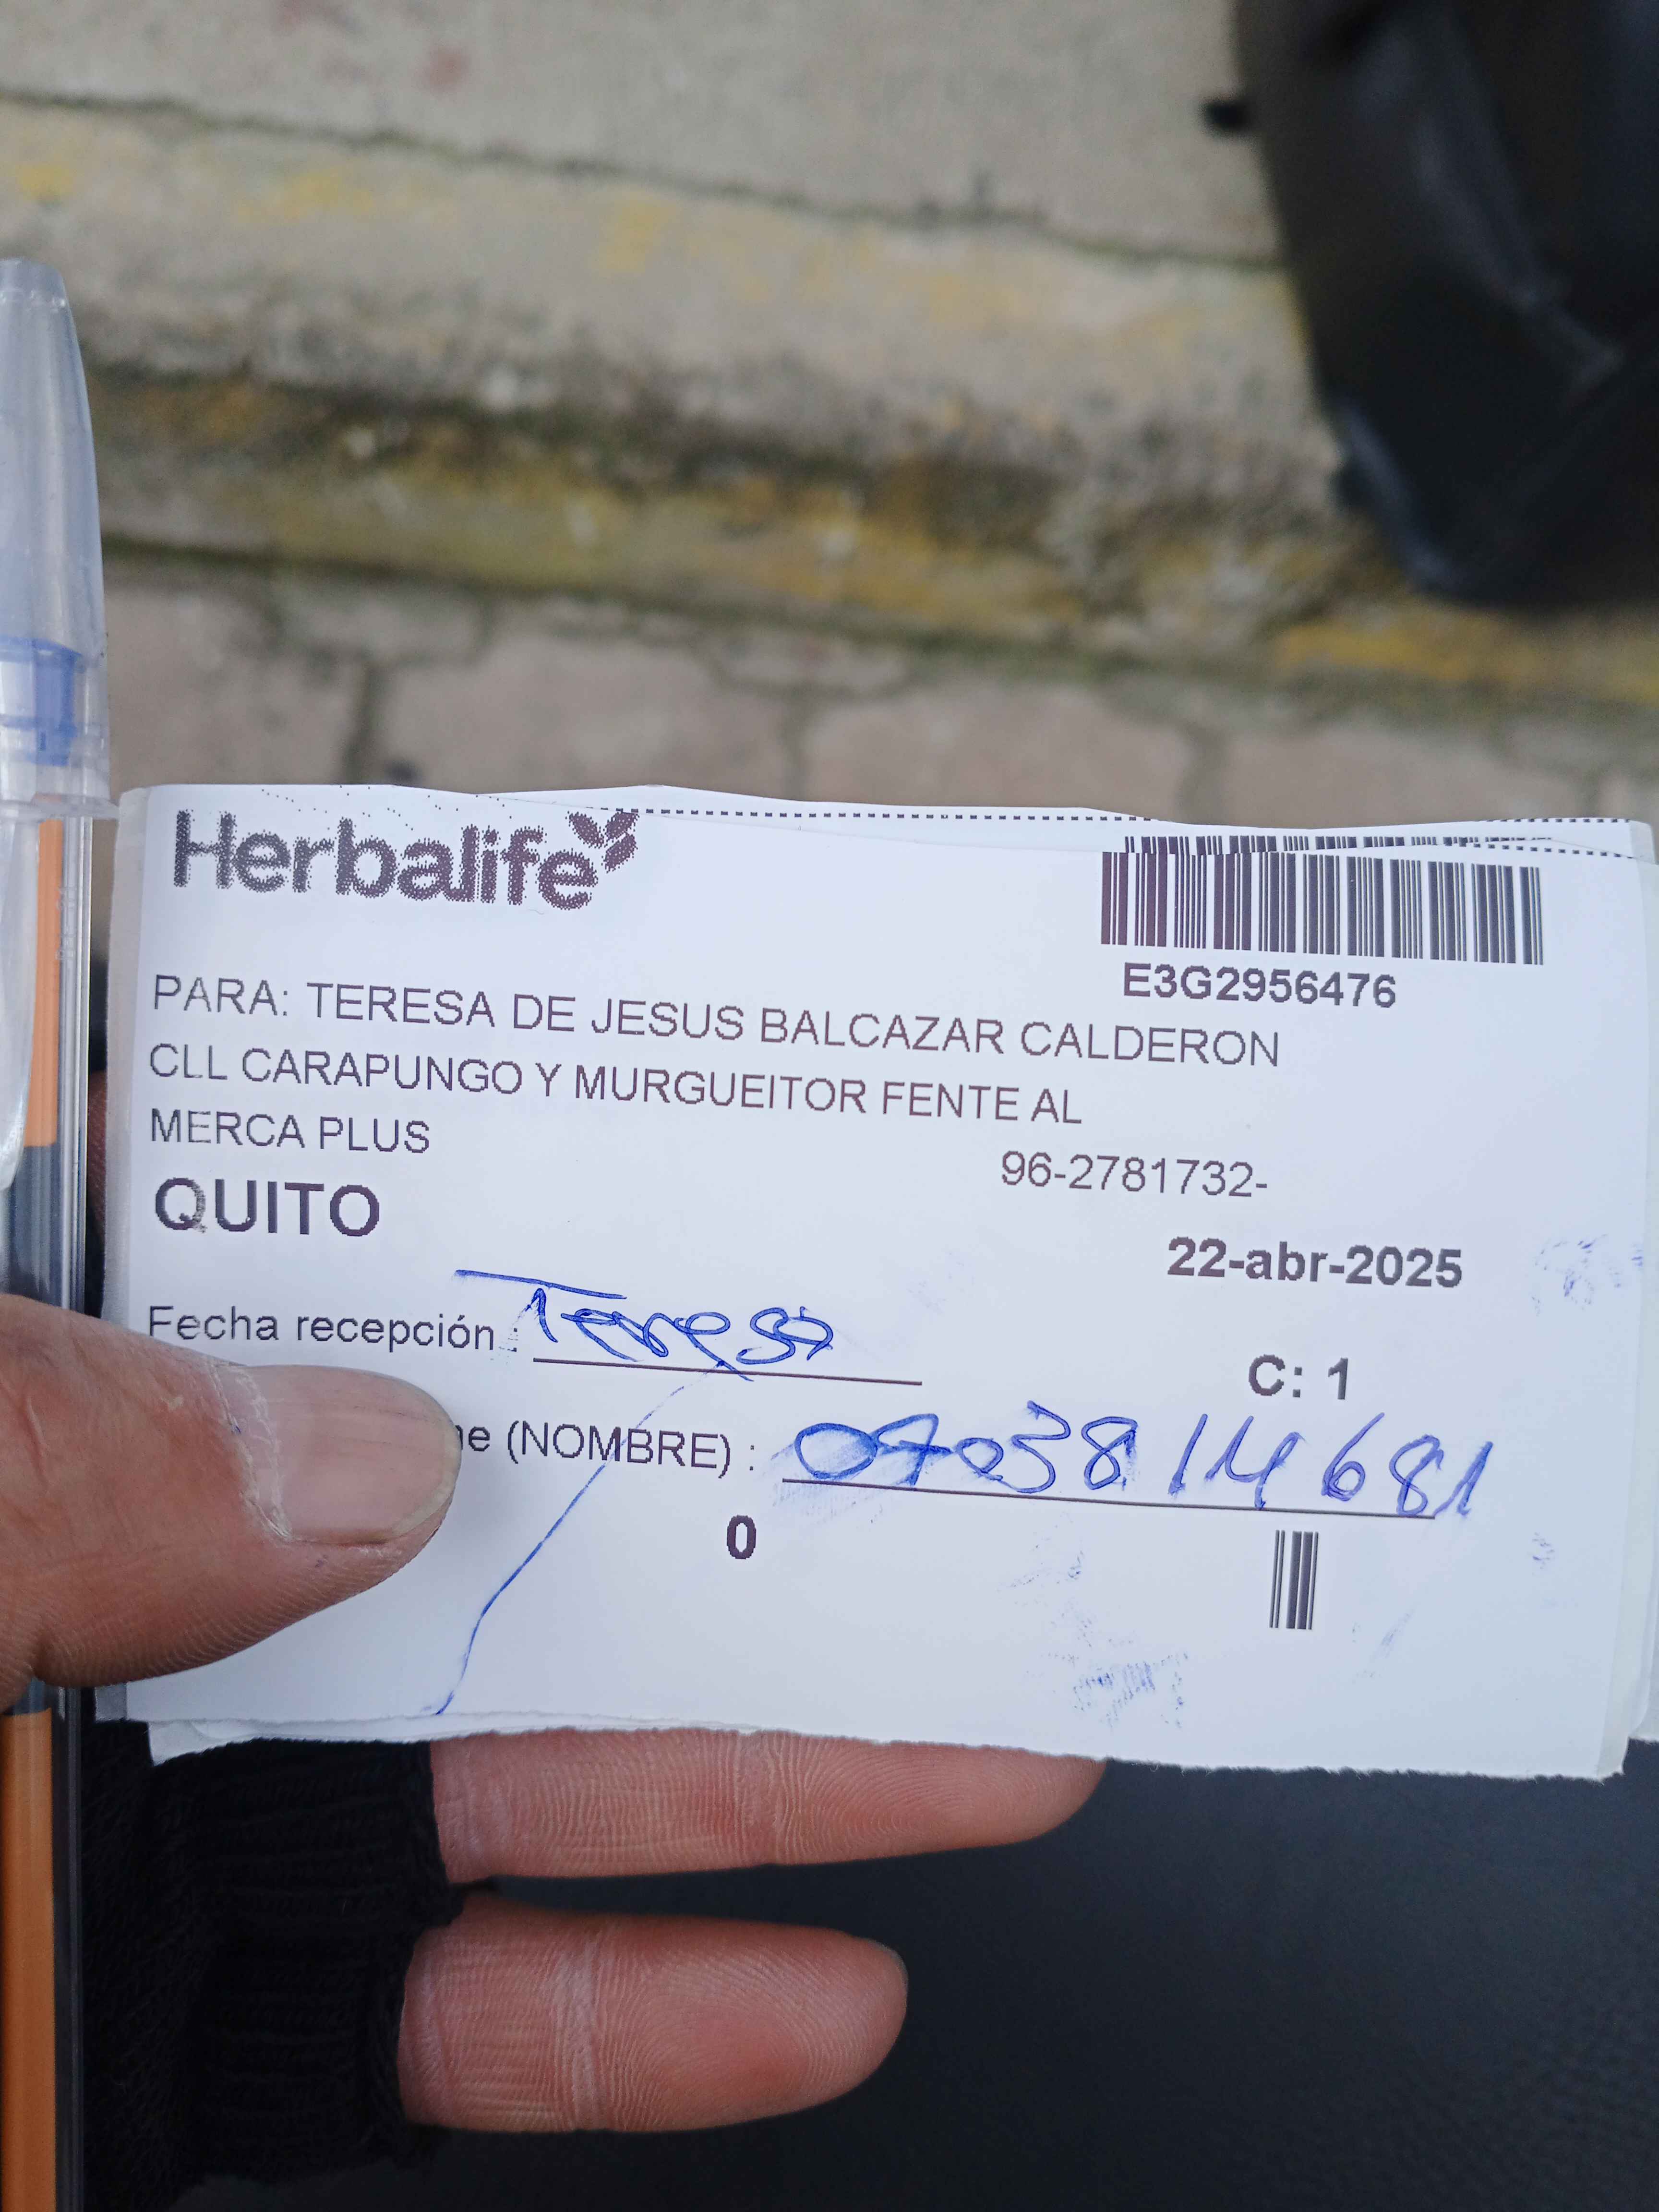 Herbalife
E3G2956476
PARA: TERESA DE JESUS BALCAZAR CALDERON
CLL CARAPUNGO Y MURGUEITOR FENTE AL
MERCA PLUS
96-2781732-
QUITO
22-abr-2025
Fecha recepción : Teresa
C: 1
(NOMBRE) : 0703814681
0